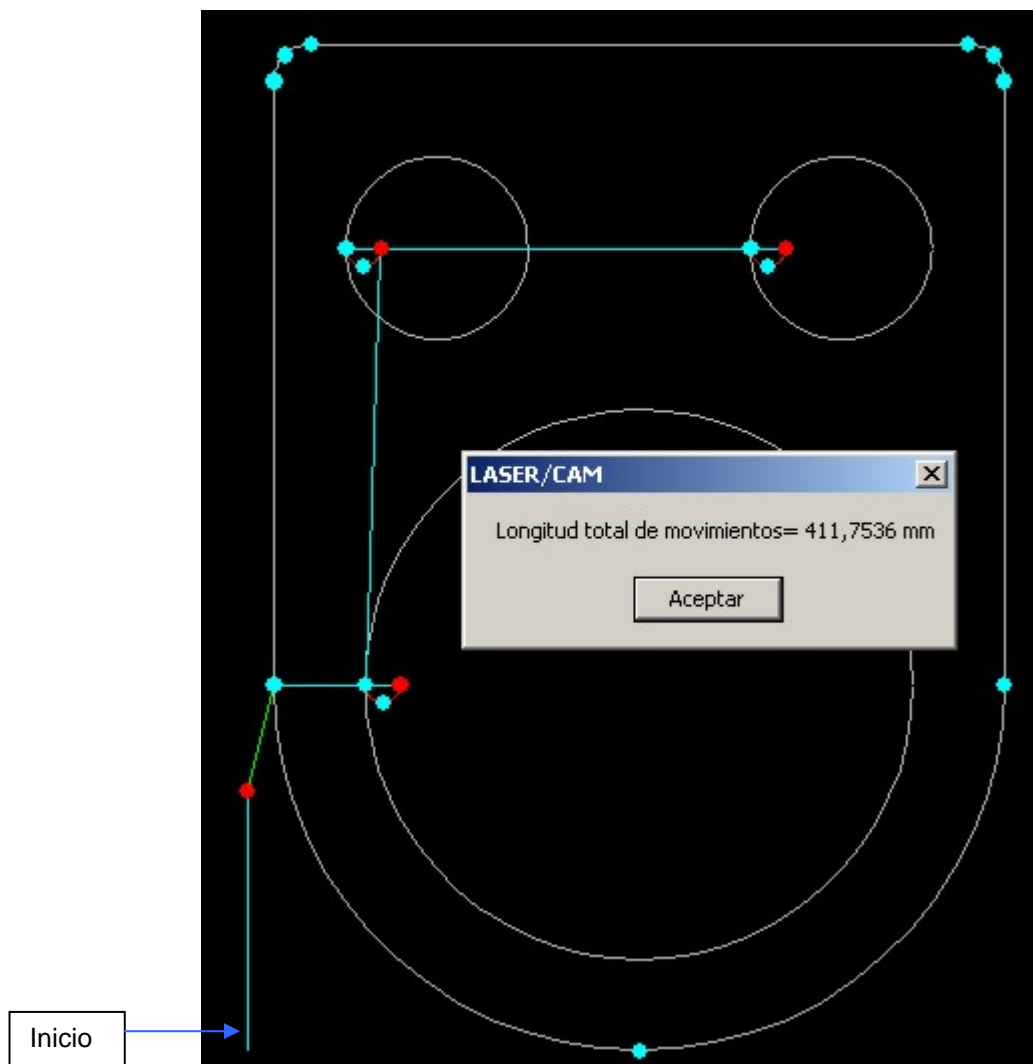 LASER/CAM
Longitud total de movimientos= 411,7536 mm
Aceptar
Inicio